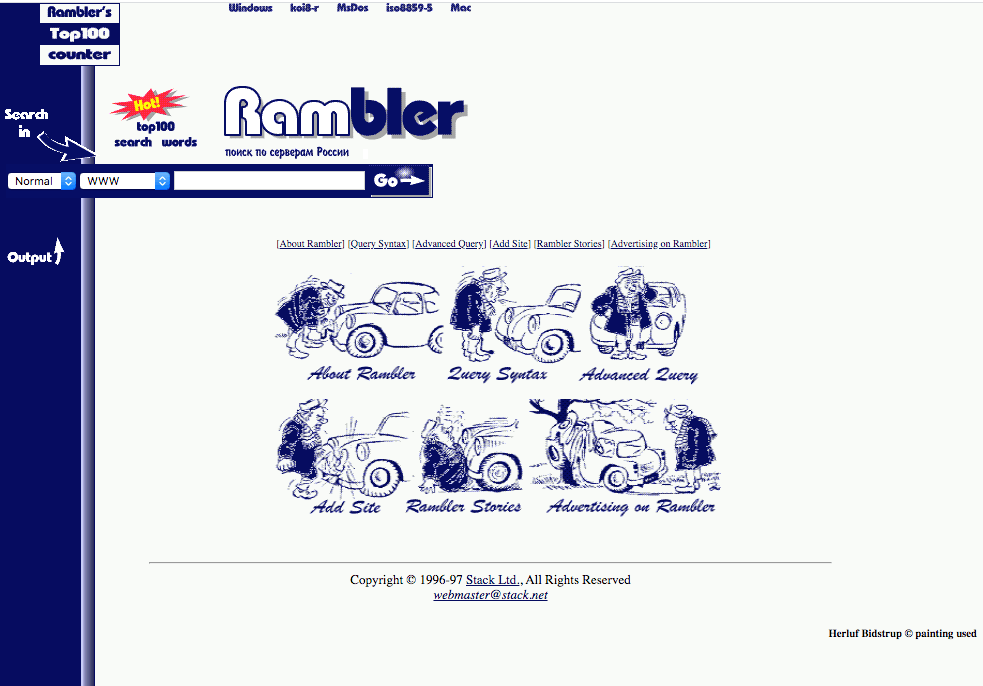 Rambler's
Top100
counter
Windows koi8-r MsDos iso8859-5 Mac
Search
in
Hot!
top100
search words
Rambler
поиск по серверам России
Normal WWW Go
Output
[About Rambler] [Query Syntax] [Advanced Query] [Add Site] [Rambler Stories] [Advertising on Rambler]
About Rambler Query Syntax Advanced Query
Add Site Rambler Stories Advertising on Rambler
Copyright © 1996-97 Stack Ltd., All Rights Reserved
webmaster@stack.net
Herluf Bidstrup © painting used